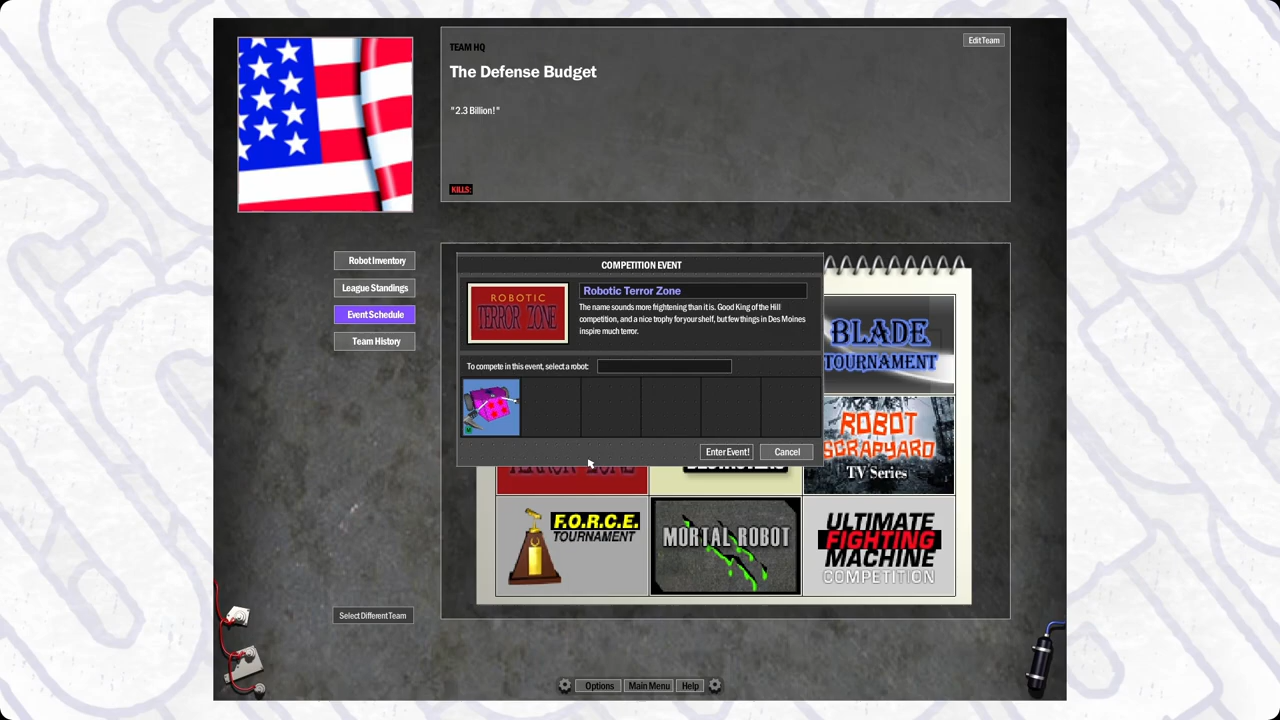 TEAM HQ
Edit Team
The Defense Budget
"2.3 Billion!"
KILLS:
Robot Inventory
League Standings
Event Schedule
Team History
Select Different Team
COMPETITION EVENT
ROBOTIC
TERROR ZONE
Robotic Terror Zone
The name sounds more frightening than it is. Good King of the Hill
competition, and a nice trophy for your shelf, but few things in Des Moines
inspire much terror.
To compete in this event, select a robot:
Enter Event!
Cancel
BLADE
TOURNAMENT
ROBOT
SCRAPYARD
TV Series
TERROR ZONE
F.O.R.C.E.
TOURNAMENT
MORTAL ROBOT
ULTIMATE
FIGHTING
MACHINE
COMPETITION
Options
Main Menu
Help